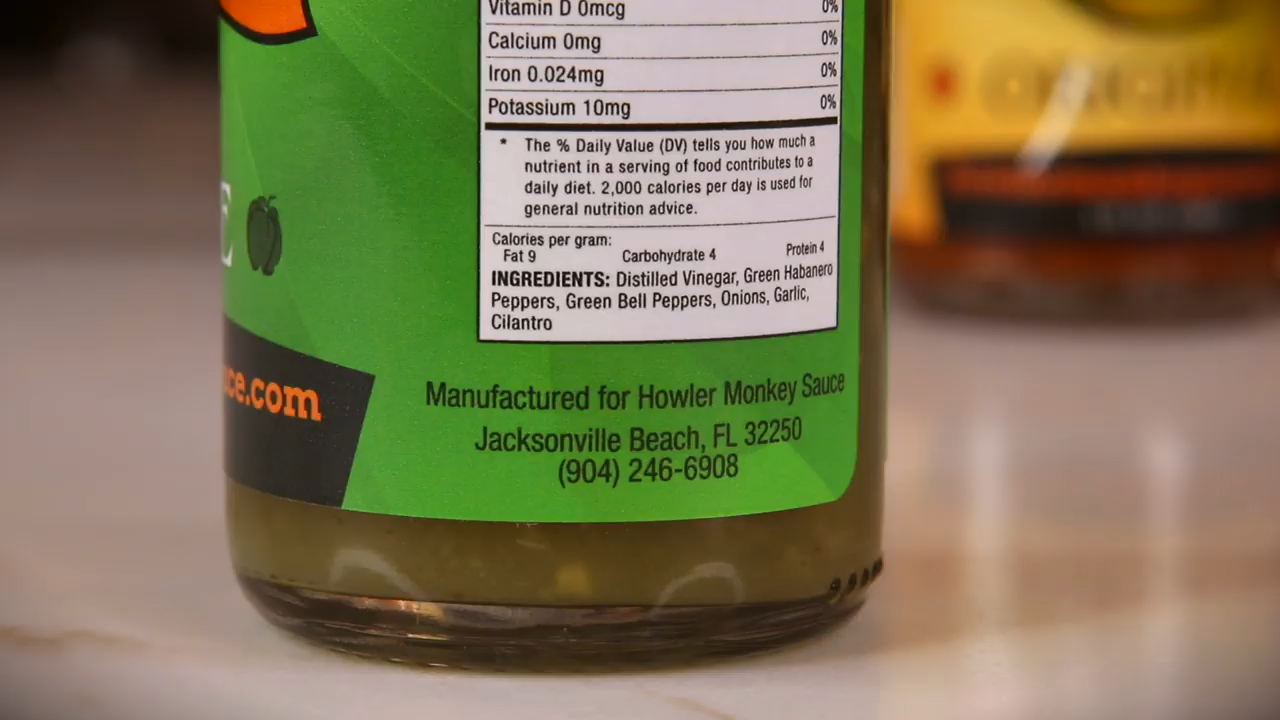 Vitamin D 0mcg 0%
Calcium 0mg 0%
Iron 0.024mg 0%
Potassium 10mg 0%
* The % Daily Value (DV) tells you how much a
nutrient in a serving of food contributes to a
daily diet. 2,000 calories per day is used for
general nutrition advice.
Calories per gram:
Fat 9 Carbohydrate 4 Protein 4
INGREDIENTS: Distilled Vinegar, Green Habanero
Peppers, Green Bell Peppers, Onions, Garlic,
Cilantro
E
ce.com
Manufactured for Howler Monkey Sauce
Jacksonville Beach, FL 32250
(904) 246-6908